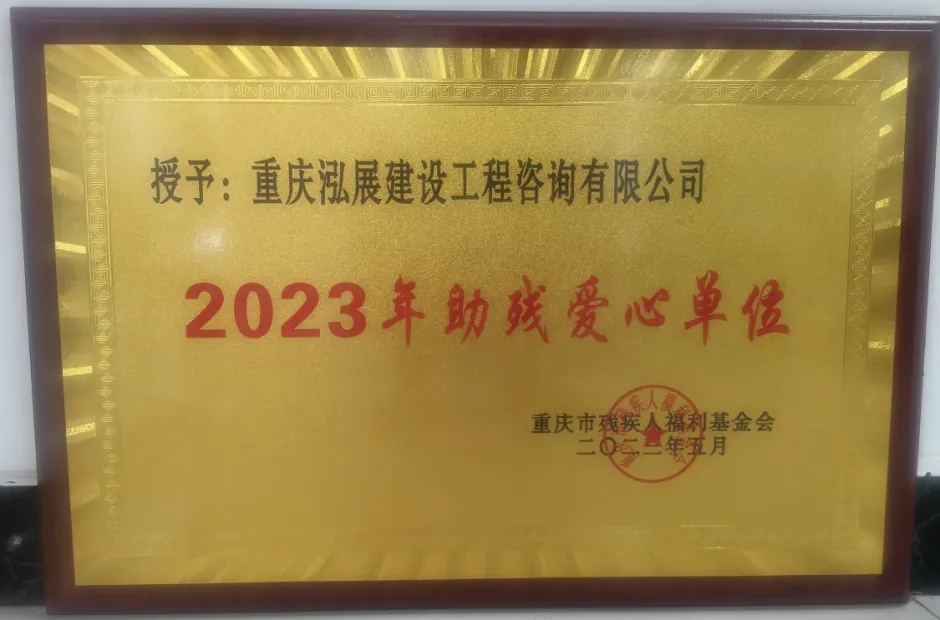 授予：重庆泓展建设工程咨询有限公司
2023年助残爱心单位
重庆市残疾人福利基金会
二〇二三年五月